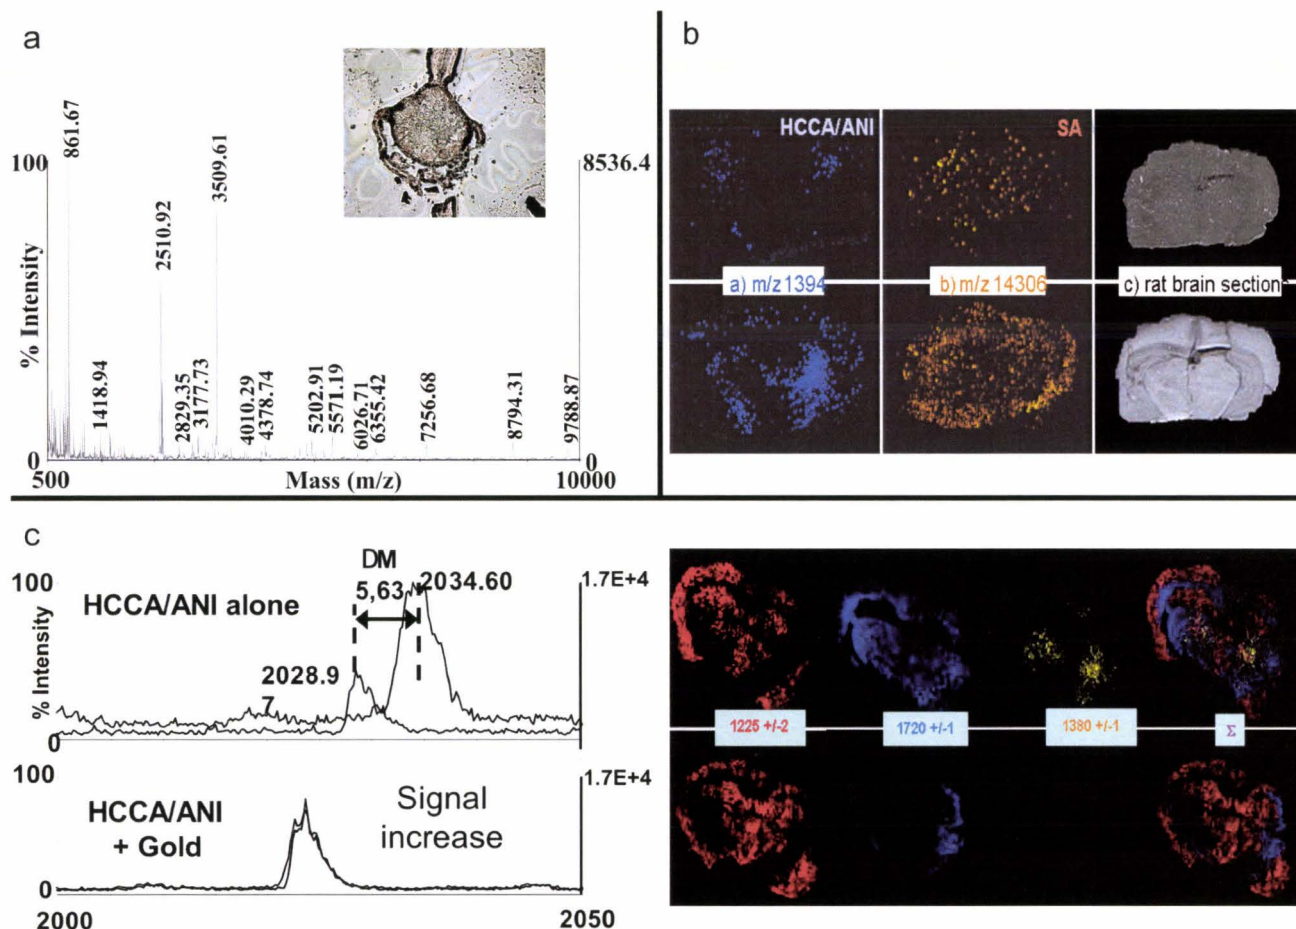 a
861.67
2510.92
3509.61
1418.94
2829.35
3177.73
4010.29
4378.74
5202.91
5571.19
6026.71
6355.42
7256.68
8794.31
9788.87
100
8536.4
% Intensity
0
0
500
Mass (m/z)
10000
b
HCCA/ANI
SA
a) m/z 1394
b) m/z 14306
c) rat brain section
c
100
HCCA/ANI alone
DM
5,63
2034.60
1.7E+4
2028.9
7
% Intensity
0
2050
100
HCCA/ANI
+ Gold
Signal
increase
1.7E+4
0
2000
2050
1225 +/-2
1720 +/-1
1380 +/-1
Σ